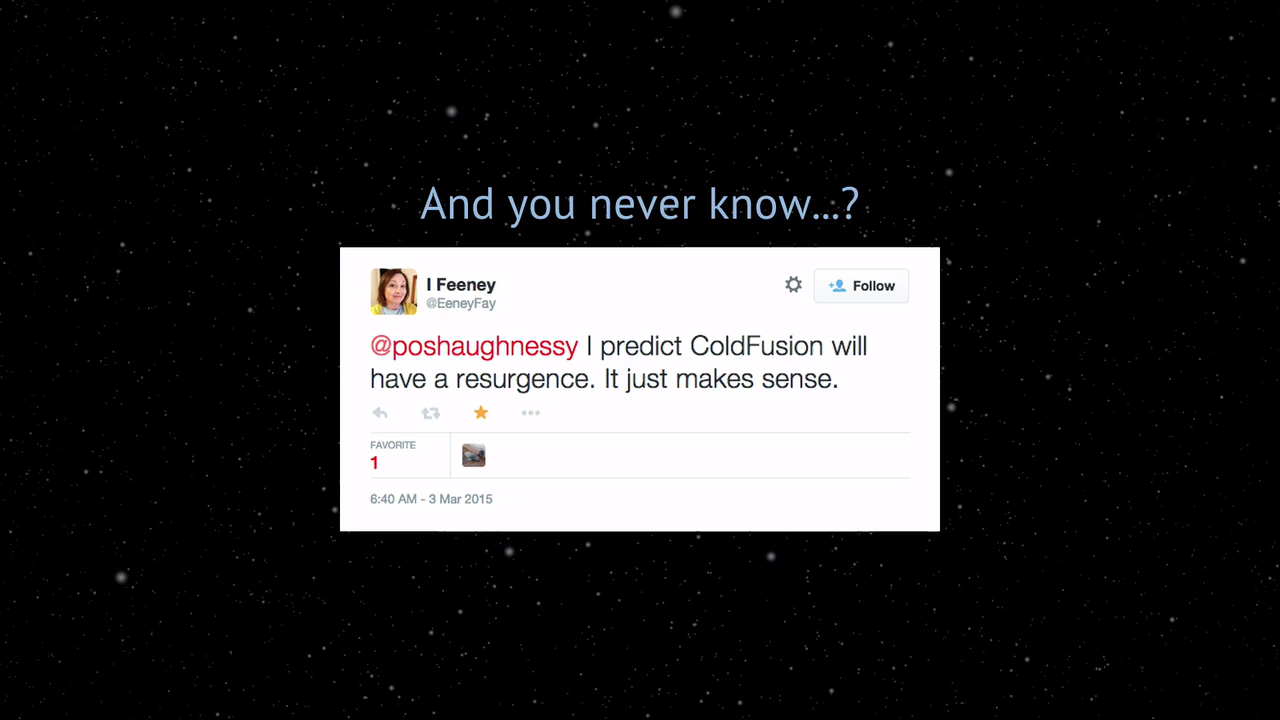 And you never know...?
I Feeney
@EeneyFay
Follow
@poshaughnessy I predict ColdFusion will
have a resurgence. It just makes sense.
FAVORITE
1
6:40 AM - 3 Mar 2015